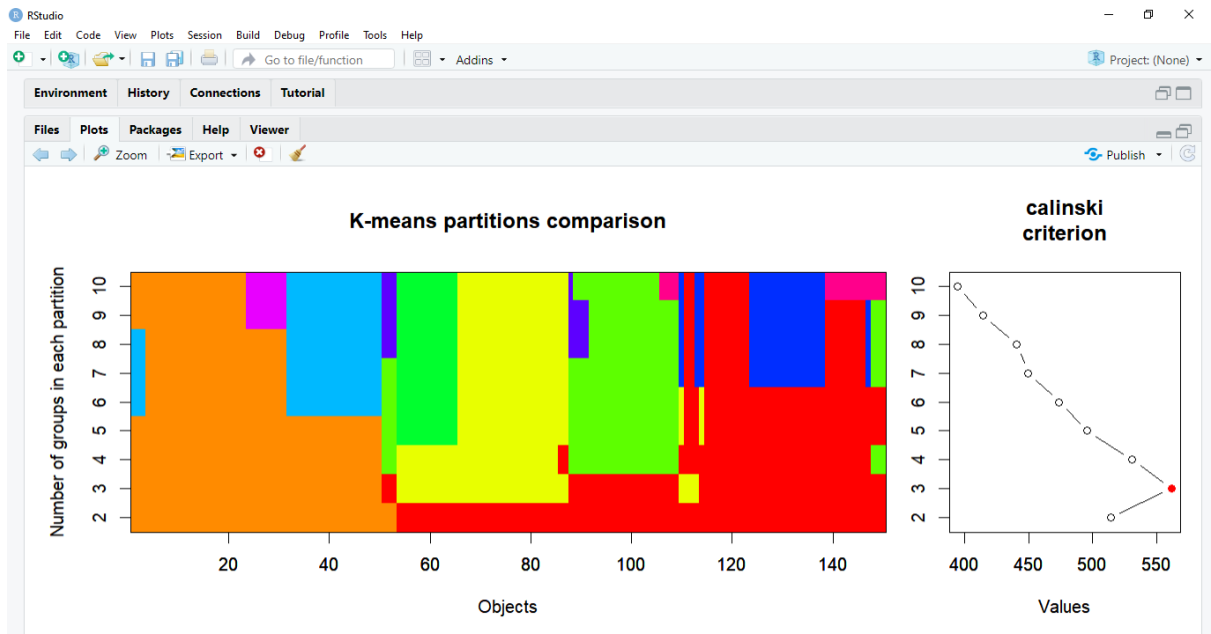 RStudio
File Edit Code View Plots Session Build Debug Profile Tools Help
Go to file/function Addins Project: (None)
Environment History Connections Tutorial
Files Plots Packages Help Viewer
Zoom Export Publish
K-means partitions comparison
calinski
criterion
Number of groups in each partition
10
9
8
7
6
5
4
3
2
20 40 60 80 100 120 140
Objects
10
9
8
7
6
5
4
3
2
400 450 500 550
Values